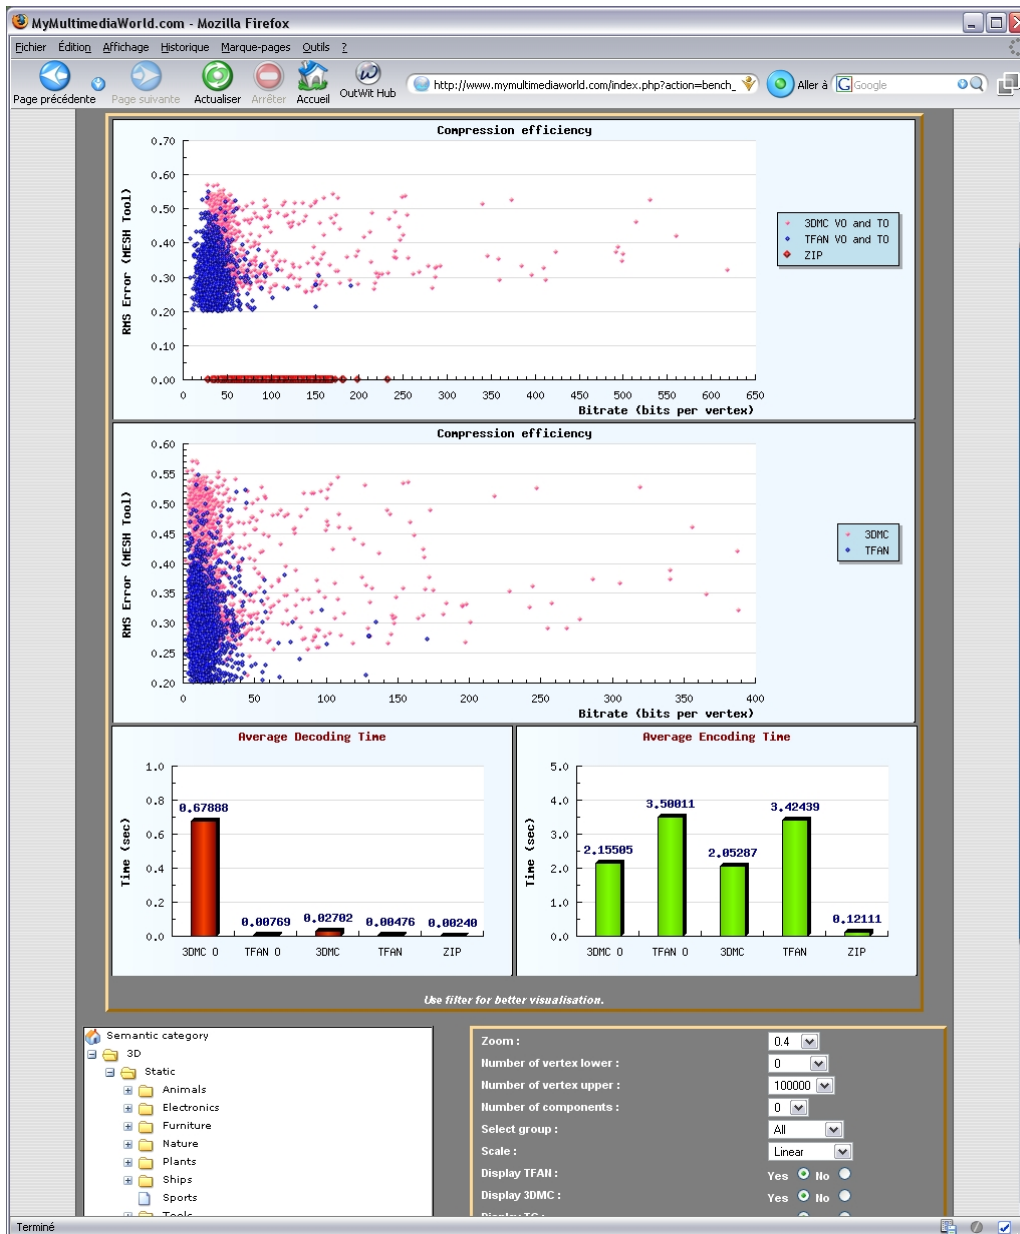 MyMultimediaWorld.com - Mozilla Firefox
Fichier Édition Affichage Historique Marque-pages Outils ?
Page précédente Page suivante Actualiser Arrêter Accueil OutWit Hub http://www.mymultimediaworld.com/index.php?action=bench_ Aller à G Google
Compression efficiency
RMS Error (MESH Tool)
0.70
0.60
0.50
0.40
0.30
0.20
0.10
0.00
0 50 100 150 200 250 300 350 400 450 500 550 600 650
Bitrate (bits per vertex)
3DMC VO and TO
TFAN VO and TO
ZIP
Compression efficiency
RMS Error (MESH Tool)
0.60
0.55
0.50
0.45
0.40
0.35
0.30
0.25
0.20
0 50 100 150 200 250 300 350 400
Bitrate (bits per vertex)
3DMC
TFAN
Average Decoding Time
Time (sec)
1.0
0.8
0.6
0.4
0.2
0.0
0.67888
0.00769
0.02702
0.00476
0.00240
3DMC O TFAN O 3DMC TFAN ZIP
Average Encoding Time
Time (sec)
5.0
4.0
3.0
2.0
1.0
0.0
2.15505
3.50011
2.05287
3.42439
0.12111
3DMC O TFAN O 3DMC TFAN ZIP
Use filter for better visualisation.
Semantic category
3D
Static
Animals
Electronics
Furniture
Nature
Plants
Ships
Sports
Tools
Zoom : 0.4
Number of vertex lower : 0
Number of vertex upper : 100000
Number of components : 0
Select group : All
Scale : Linear
Display TFAN : Yes No
Display 3DMC : Yes No
Display TC :
Terminé